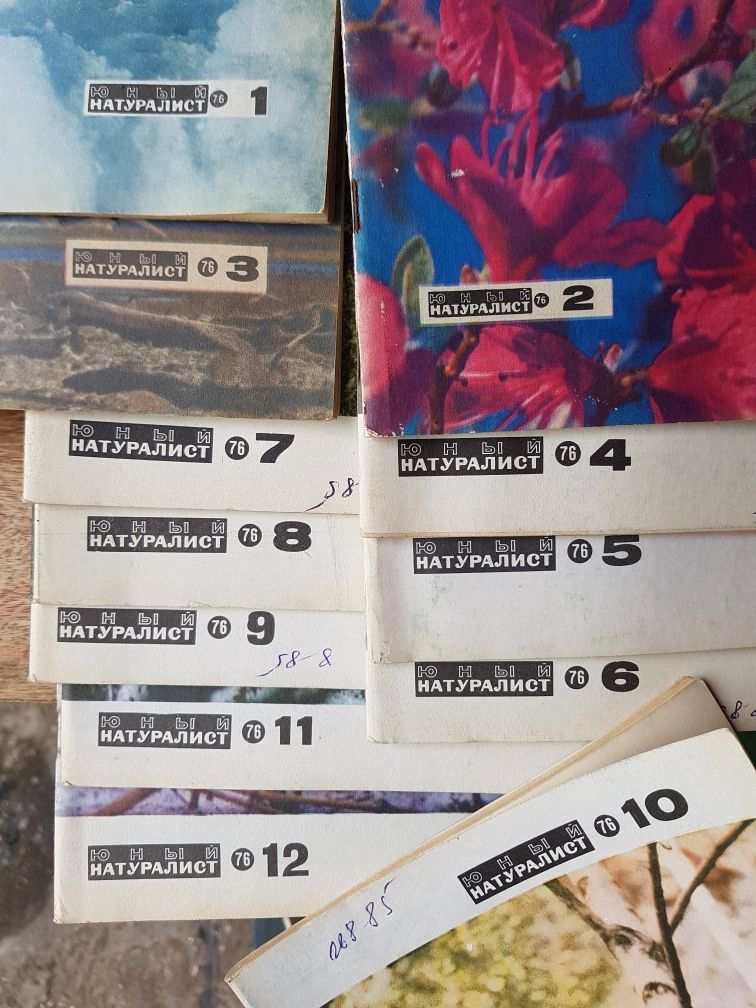 ЮНЫЙ
НАТУРАЛИСТ 76 1
ЮНЫЙ
НАТУРАЛИСТ 76 3
ЮНЫЙ
НАТУРАЛИСТ 76 2
ЮНЫЙ
НАТУРАЛИСТ 76 7
58
ЮНЫЙ
НАТУРАЛИСТ 76 4
ЮНЫЙ
НАТУРАЛИСТ 76 8
ЮНЫЙ
НАТУРАЛИСТ 76 5
ЮНЫЙ
НАТУРАЛИСТ 76 9
58-8
ЮНЫЙ
НАТУРАЛИСТ 76 6
ЮНЫЙ
НАТУРАЛИСТ 76 11
ЮНЫЙ
НАТУРАЛИСТ 76 12
ЮНЫЙ
НАТУРАЛИСТ 76 10